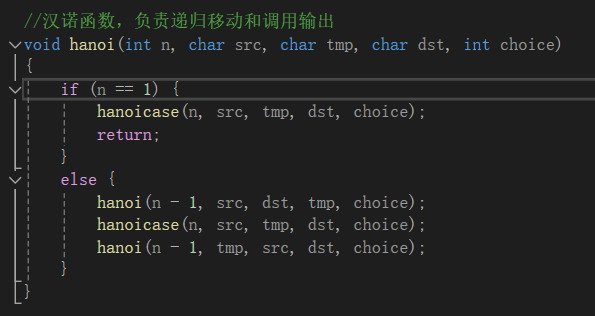 //汉诺函数，负责递归移动和调用输出
void hanoi(int n, char src, char tmp, char dst, int choice)
{
    if (n == 1) {
        hanoicase(n, src, tmp, dst, choice);
        return;
    }
    else {
        hanoi(n - 1, src, dst, tmp, choice);
        hanoicase(n, src, tmp, dst, choice);
        hanoi(n - 1, tmp, src, dst, choice);
    }
}